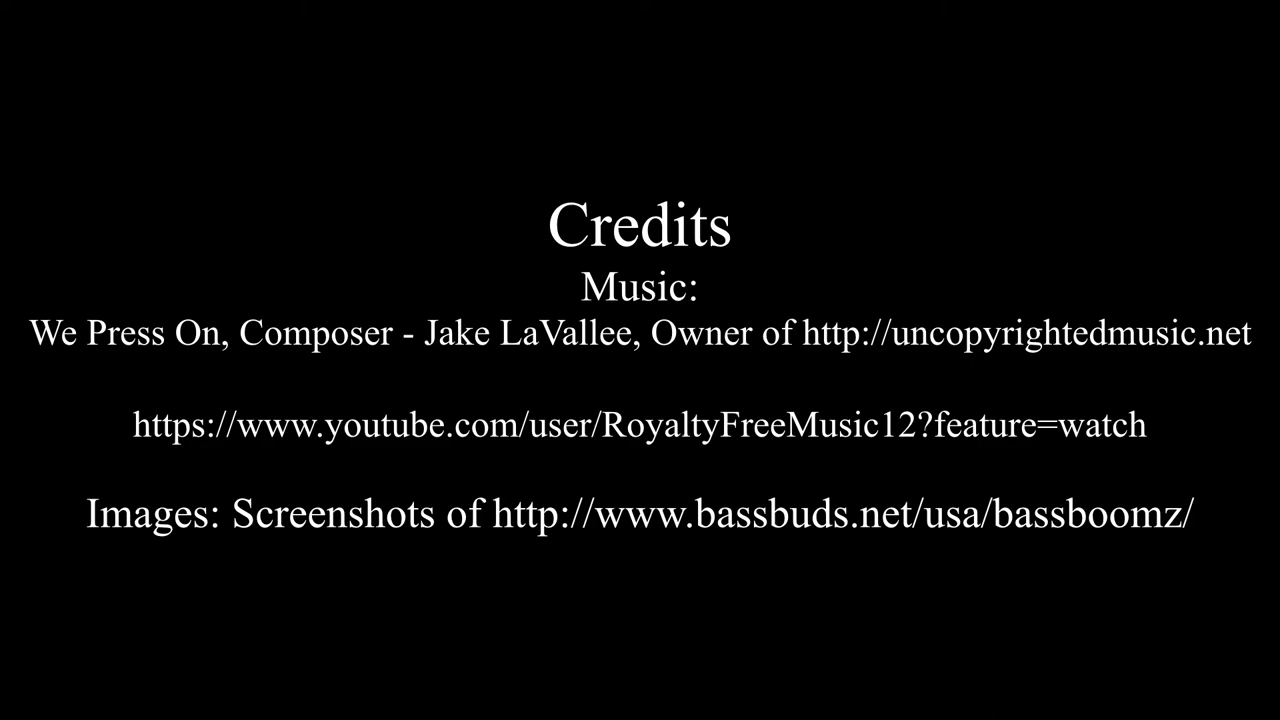 Credits
Music:
We Press On, Composer - Jake LaVallee, Owner of http://uncopyrightedmusic.net
https://www.youtube.com/user/RoyaltyFreeMusic12?feature=watch
Images: Screenshots of http://www.bassbuds.net/usa/bassboomz/